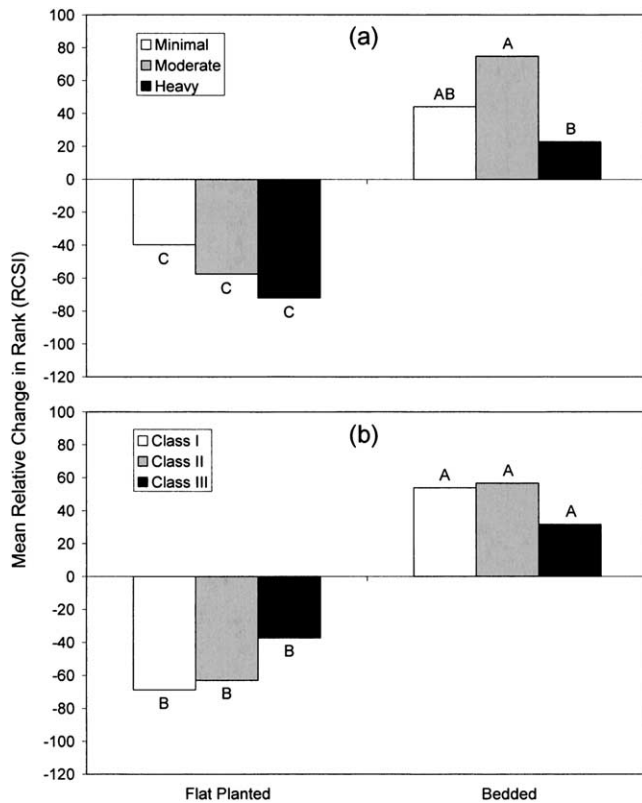 Mean Relative Change in Rank (RCSI)
(a)
Minimal
Moderate
Heavy
100
80
60
40
20
0
-20
-40
-60
-80
-100
-120
C
C
C
AB
A
B
(b)
Class I
Class II
Class III
100
80
60
40
20
0
-20
-40
-60
-80
-100
-120
B
B
B
A
A
A
Flat Planted
Bedded